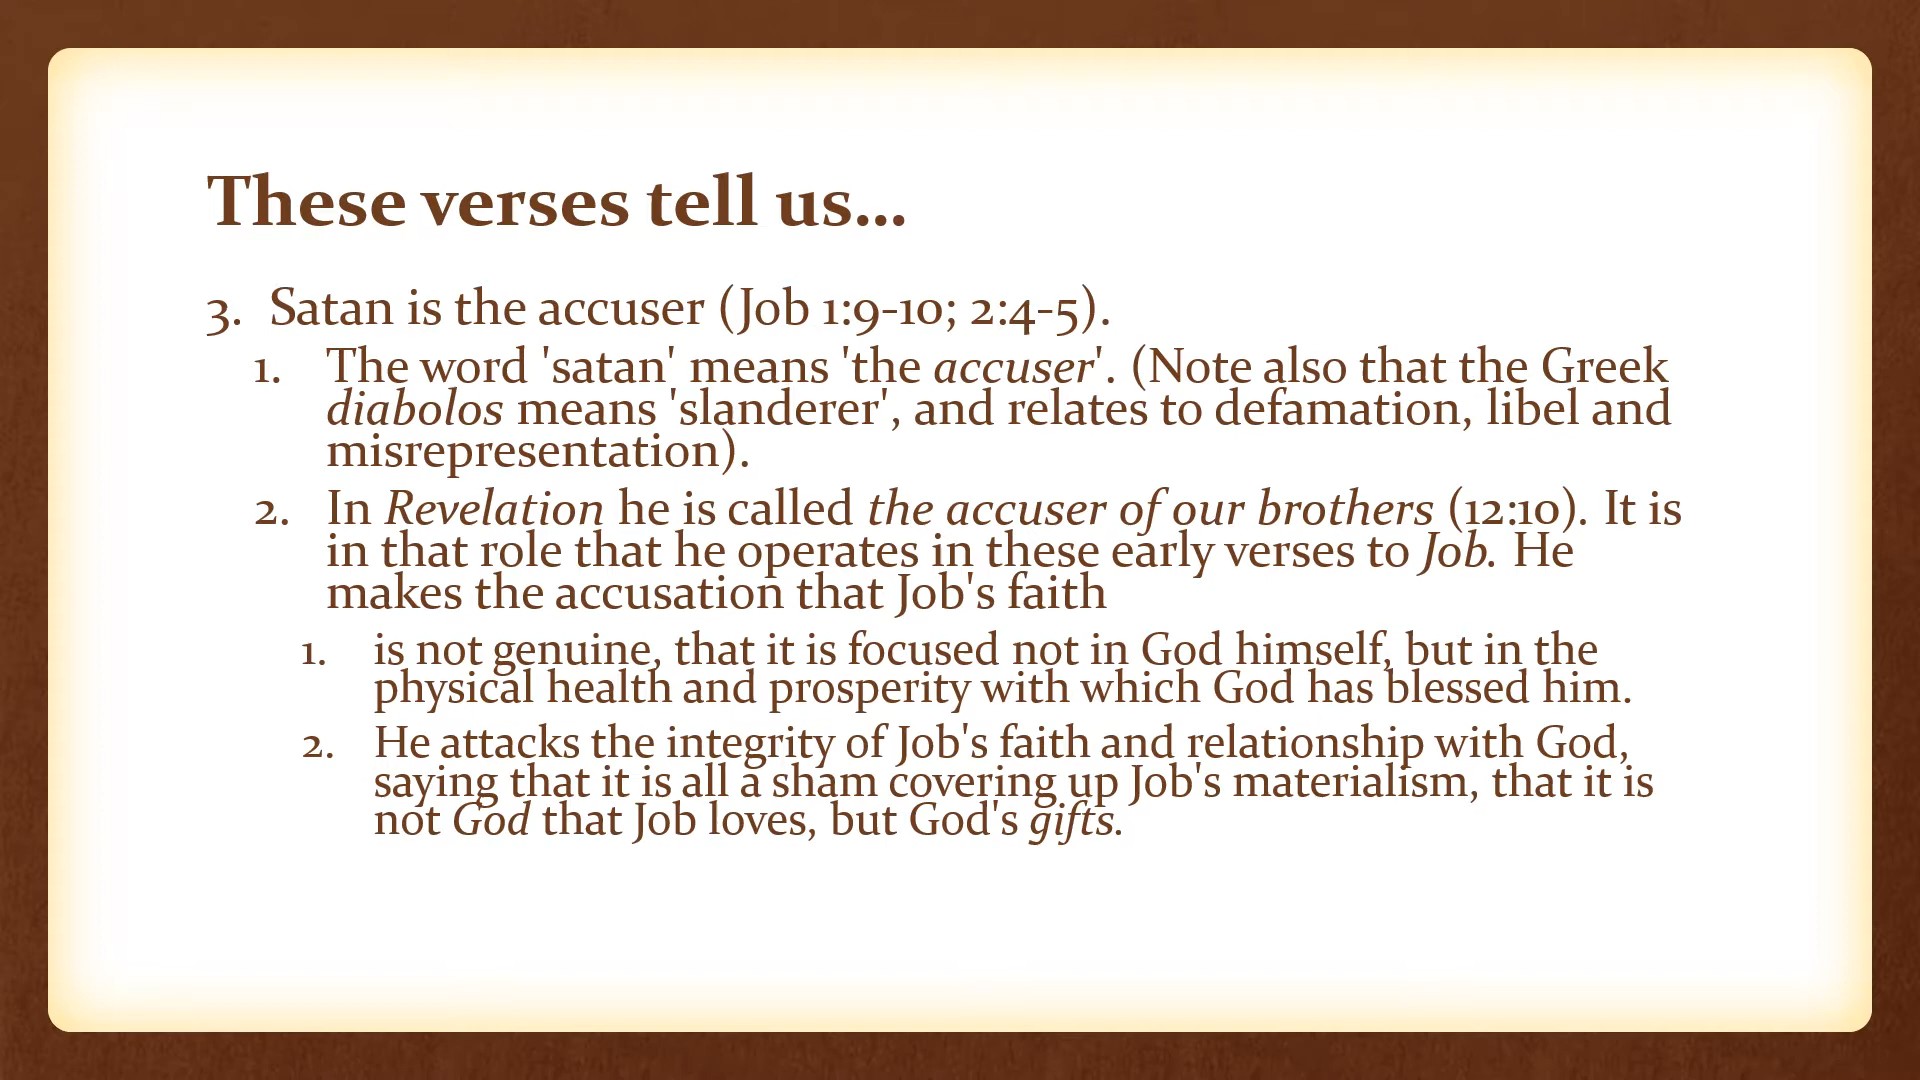 These verses tell us...
3. Satan is the accuser (Job 1:9-10; 2:4-5).
1. The word 'satan' means 'the accuser'. (Note also that the Greek
diabolos means 'slanderer', and relates to defamation, libel and
misrepresentation).
2. In Revelation he is called the accuser of our brothers (12:10). It is
in that role that he operates in these early verses to Job. He
makes the accusation that Job's faith
1. is not genuine, that it is focused not in God himself, but in the
physical health and prosperity with which God has blessed him.
2. He attacks the integrity of Job's faith and relationship with God,
saying that it is all a sham covering up Job's materialism, that it is
not God that Job loves, but God's gifts.